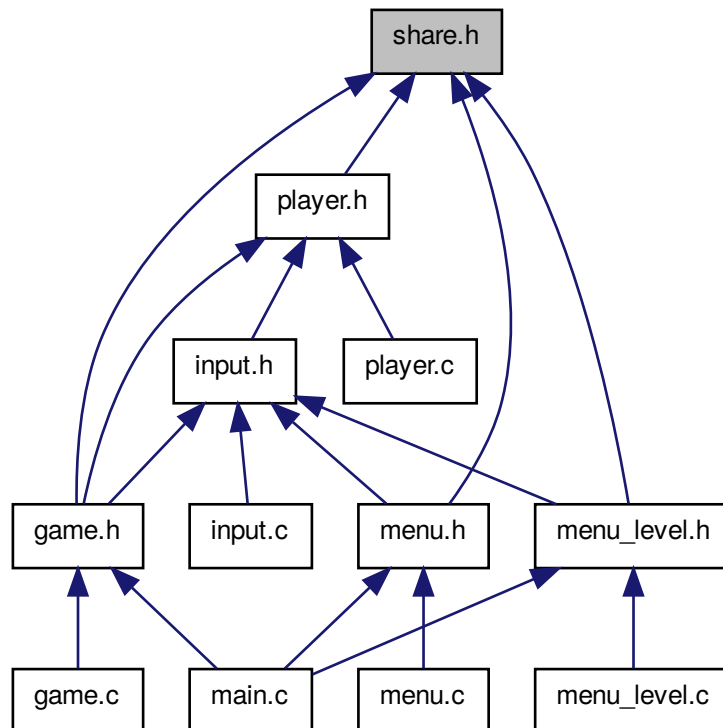 share.h
player.h
input.h
player.c
game.h
input.c
menu.h
menu_level.h
game.c
main.c
menu.c
menu_level.c